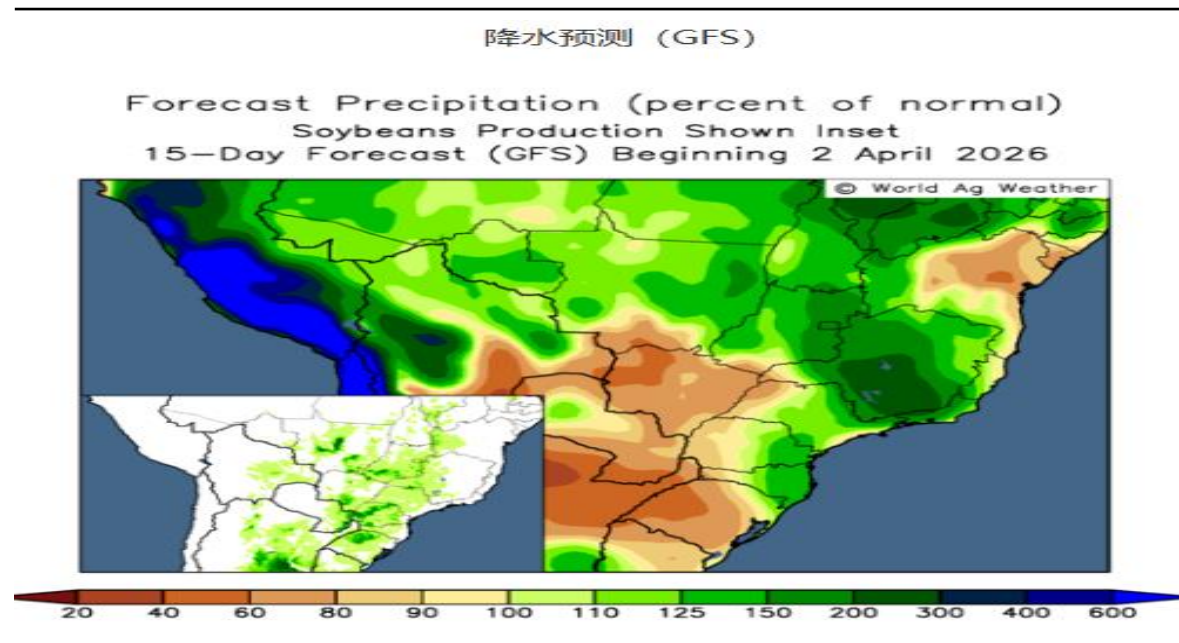 降水预测（GFS）
Forecast Precipitation (percent of normal)
Soybeans Production Shown Inset
15-Day Forecast (GFS) Beginning 2 April 2026
© World Ag Weather
20 40 60 80 90 100 110 125 150 200 300 400 600